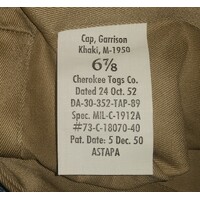 Cap, Garrison
Khaki, M-1950
6⅞
Cherokee Togs Co.
Dated 24 Oct. 52
DA-30-352-TAP-89
Spec. MIL-C-1912A
#73-C-18070-40
Pat. Date: 5 Dec. 50
ASTAPA